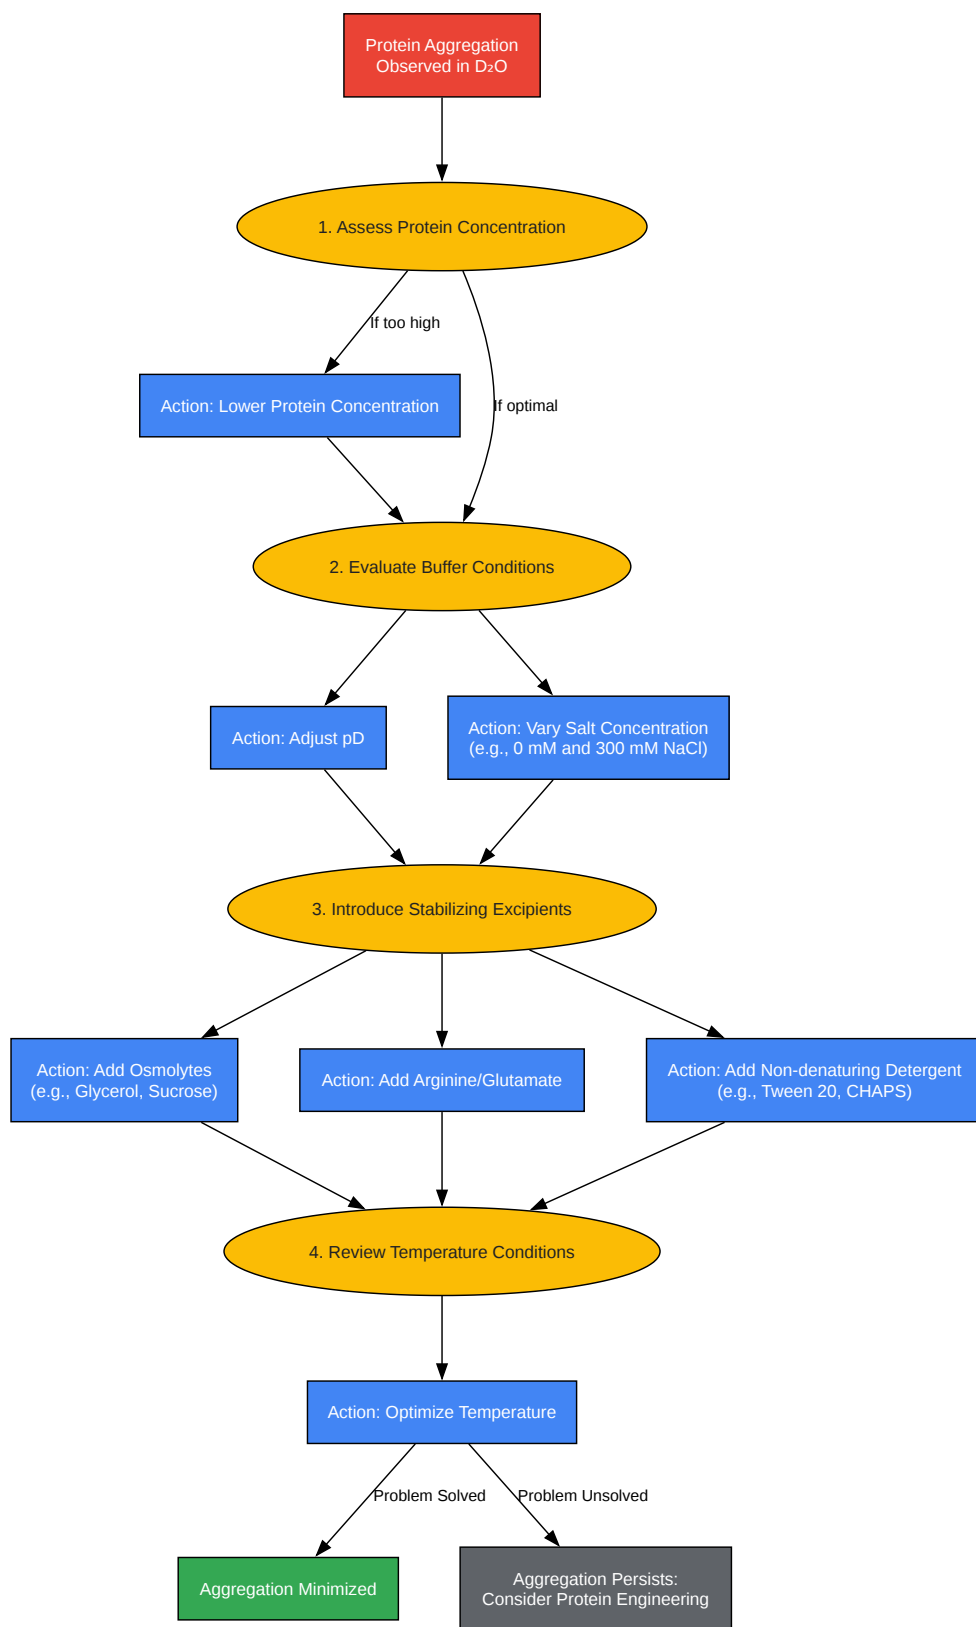 Protein Aggregation
Observed in D₂O
1. Assess Protein Concentration
If too high
Action: Lower Protein Concentration
If optimal
2. Evaluate Buffer Conditions
Action: Adjust pD
Action: Vary Salt Concentration
(e.g., 0 mM and 300 mM NaCl)
3. Introduce Stabilizing Excipients
Action: Add Osmolytes
(e.g., Glycerol, Sucrose)
Action: Add Arginine/Glutamate
Action: Add Non-denaturing Detergent
(e.g., Tween 20, CHAPS)
4. Review Temperature Conditions
Action: Optimize Temperature
Problem Solved
Problem Unsolved
Aggregation Minimized
Aggregation Persists:
Consider Protein Engineering